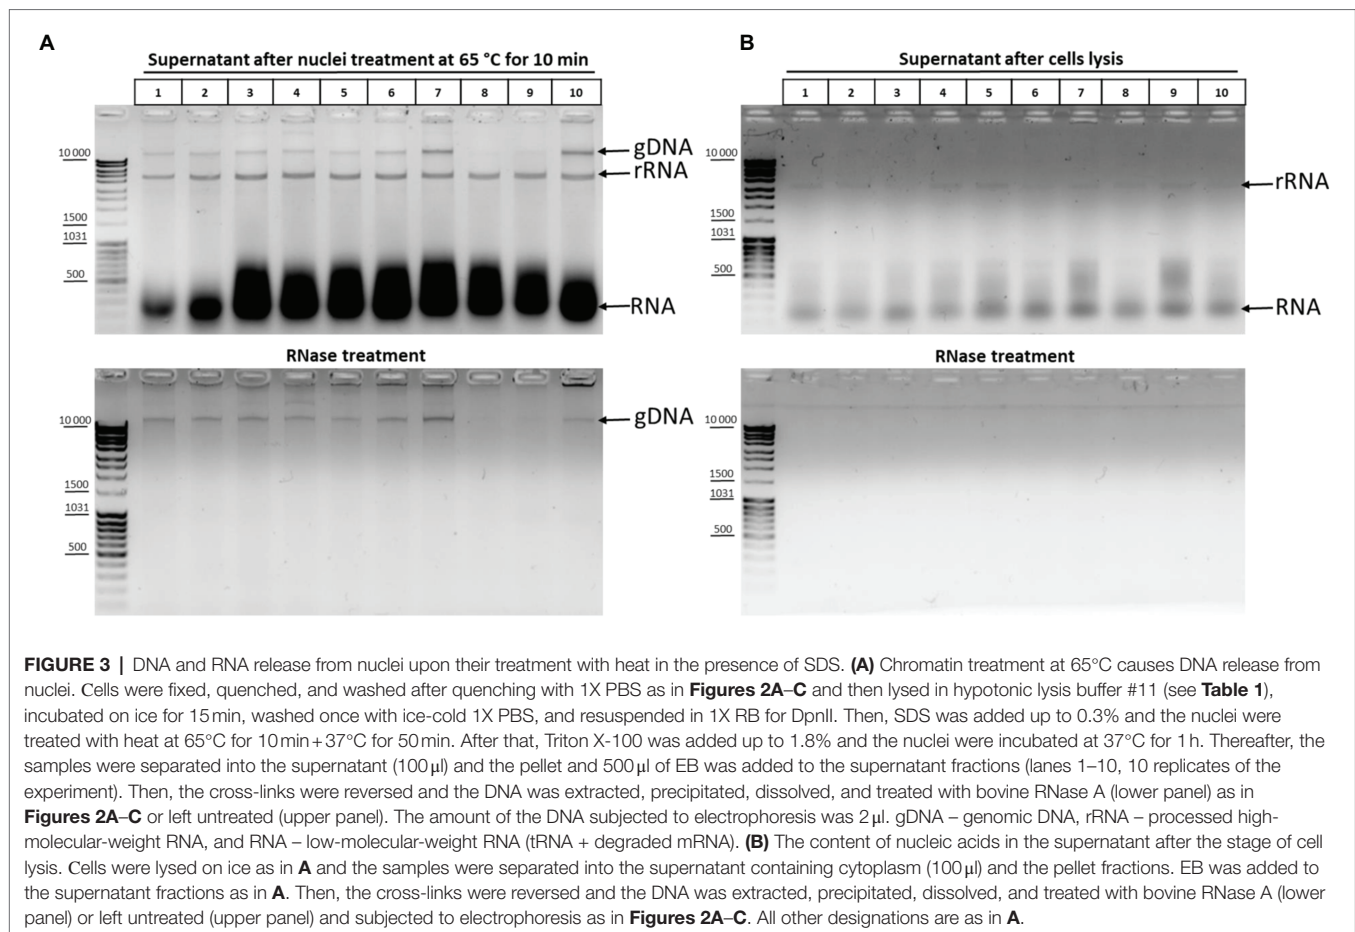 A
Supernatant after nuclei treatment at 65 °C for 10 min
1 2 3 4 5 6 7 8 9 10
10 000
1500
1031
500
gDNA
rRNA
RNA
RNase treatment
10 000
1500
1031
500
gDNA
B
Supernatant after cells lysis
1 2 3 4 5 6 7 8 9 10
10 000
1500
1031
500
rRNA
RNA
RNase treatment
10 000
1500
1031
500
FIGURE 3 | DNA and RNA release from nuclei upon their treatment with heat in the presence of SDS. (A) Chromatin treatment at 65°C causes DNA release from
nuclei. Cells were fixed, quenched, and washed after quenching with 1X PBS as in Figures 2A–C and then lysed in hypotonic lysis buffer #11 (see Table 1),
incubated on ice for 15 min, washed once with ice-cold 1X PBS, and resuspended in 1X RB for DpnII. Then, SDS was added up to 0.3% and the nuclei were
treated with heat at 65°C for 10 min + 37°C for 50 min. After that, Triton X-100 was added up to 1.8% and the nuclei were incubated at 37°C for 1 h. Thereafter, the
samples were separated into the supernatant (100 μl) and the pellet and 500 μl of EB was added to the supernatant fractions (lanes 1–10, 10 replicates of the
experiment). Then, the cross-links were reversed and the DNA was extracted, precipitated, dissolved, and treated with bovine RNase A (lower panel) as in
Figures 2A–C or left untreated (upper panel). The amount of the DNA subjected to electrophoresis was 2 μl. gDNA – genomic DNA, rRNA – processed high-
molecular-weight RNA, and RNA – low-molecular-weight RNA (tRNA + degraded mRNA). (B) The content of nucleic acids in the supernatant after the stage of cell
lysis. Cells were lysed on ice as in A and the samples were separated into the supernatant containing cytoplasm (100 μl) and the pellet fractions. EB was added to
the supernatant fractions as in A. Then, the cross-links were reversed and the DNA was extracted, precipitated, dissolved, and treated with bovine RNase A (lower
panel) or left untreated (upper panel) and subjected to electrophoresis as in Figures 2A–C. All other designations are as in A.